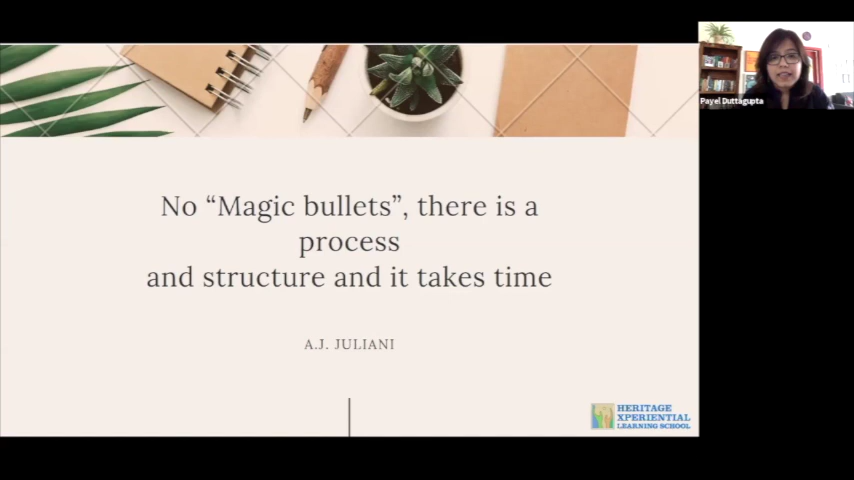 Payel Duttagupta
No “Magic bullets”, there is a
process
and structure and it takes time
A.J. JULIANI
HERITAGE
XPERIENTIAL
LEARNING SCHOOL